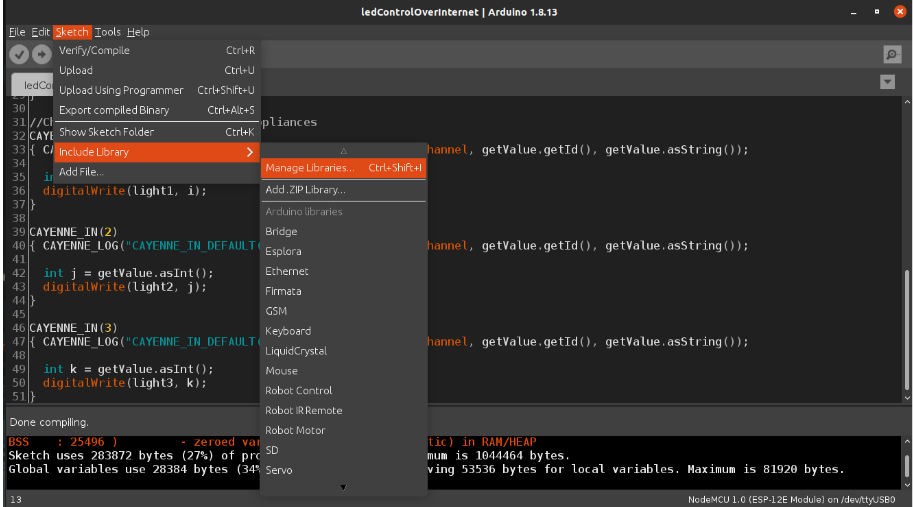 ledControlOverInternet | Arduino 1.8.13
File Edit Sketch Tools Help
Verify/Compile Ctrl+R
Upload Ctrl+U
Upload Using Programmer Ctrl+Shift+U
Export compiled Binary Ctrl+Alt+S
Show Sketch Folder Ctrl+K
Include Library
Add File...
Manage Libraries... Ctrl+Shift+I
Add .ZIP Library...
Arduino libraries
Bridge
Esplora
Ethernet
Firmata
GSM
Keyboard
LiquidCrystal
Mouse
Robot Control
Robot IR Remote
Robot Motor
SD
Servo
ledCo
30
31 //Ch pliances
32 CAYE
33 { CA hannel, getValue.getId(), getValue.asString());
34
35 in
36 digitalWrite(light1, i);
37 }
38
39 CAYENNE_IN(2)
40 { CAYENNE_LOG("CAYENNE_IN_DEFAULT( hannel, getValue.getId(), getValue.asString());
41
42 int j = getValue.asInt();
43 digitalWrite(light2, j);
44 }
45
46 CAYENNE_IN(3)
47 { CAYENNE_LOG("CAYENNE_IN_DEFAULT( hannel, getValue.getId(), getValue.asString());
48
49 int k = getValue.asInt();
50 digitalWrite(light3, k);
51 }
Done compiling.
BSS : 25496 ) - zeroed var tic) in RAM/HEAP
Sketch uses 283872 bytes (27%) of pro mum is 1044464 bytes.
Global variables use 28384 bytes (34% ving 53536 bytes for local variables. Maximum is 81920 bytes.
13 NodeMCU 1.0 (ESP-12E Module) on /dev/ttyUSB0